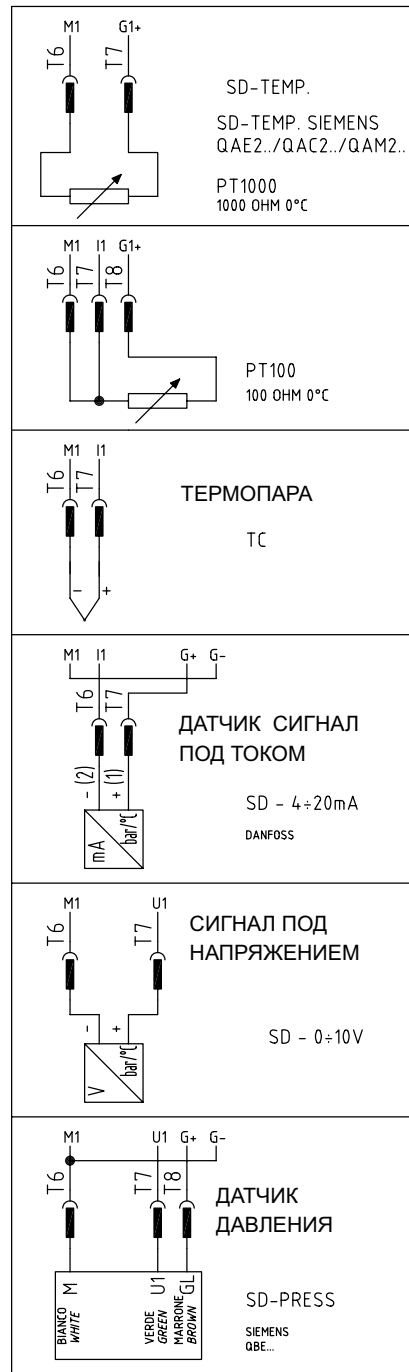 M1 G1+
T6 T7
SD-TEMP.
SD-TEMP. SIEMENS
QAE2../QAC2../QAM2..
PT1000
1000 OHM 0°C
M1 I1 G1+
T6 T7 T8
PT100
100 OHM 0°C
M1 I1
T6 T7
ТЕРМОПАРА
TC
- +
M1 I1 G+ G-
T6 T7
ДАТЧИК СИГНАЛ
ПОД ТОКОМ
- (2) + (1)
mA bar/°C
SD - 4÷20mA
DANFOSS
M1 U1
T6 T7
СИГНАЛ ПОД
НАПРЯЖЕНИЕМ
- +
V bar/°C
SD - 0÷10V
M1 U1 G+ G-
T6 T7 T8
ДАТЧИК
ДАВЛЕНИЯ
M U1 GL
BIANCO
WHITE
VERDE
GREEN
MARRONE
BROWN
SD-PRESS
SIEMENS
QBE...